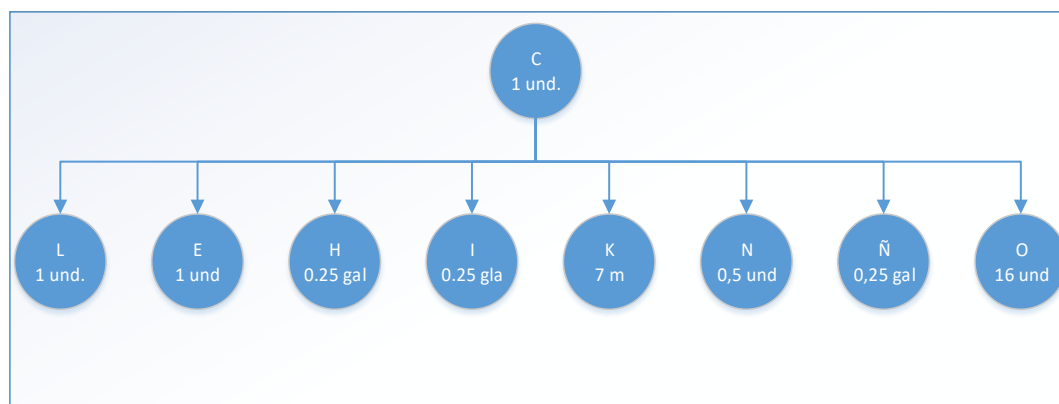 C
1 und.
L
1 und.
E
1 und
H
0.25 gal
I
0.25 gla
K
7 m
N
0,5 und
Ñ
0,25 gal
O
16 und